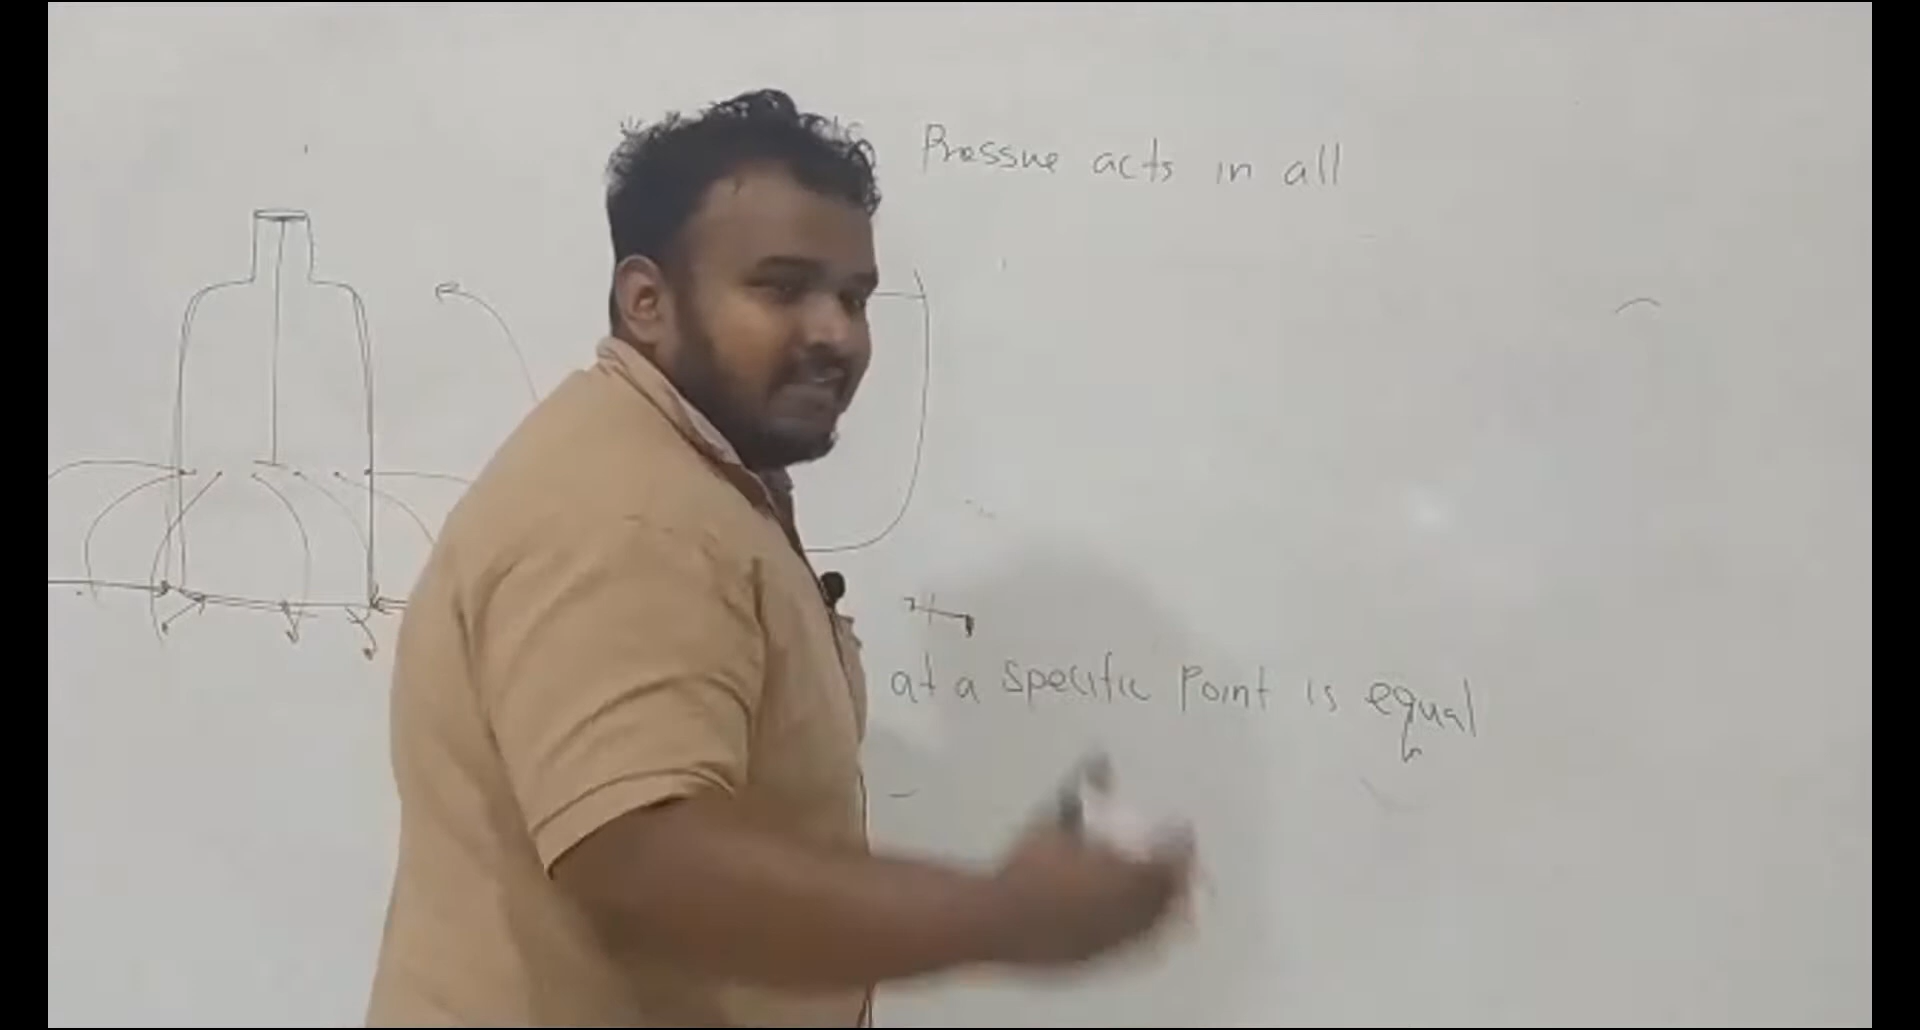 Pressue acts in all
at a specific point is equal